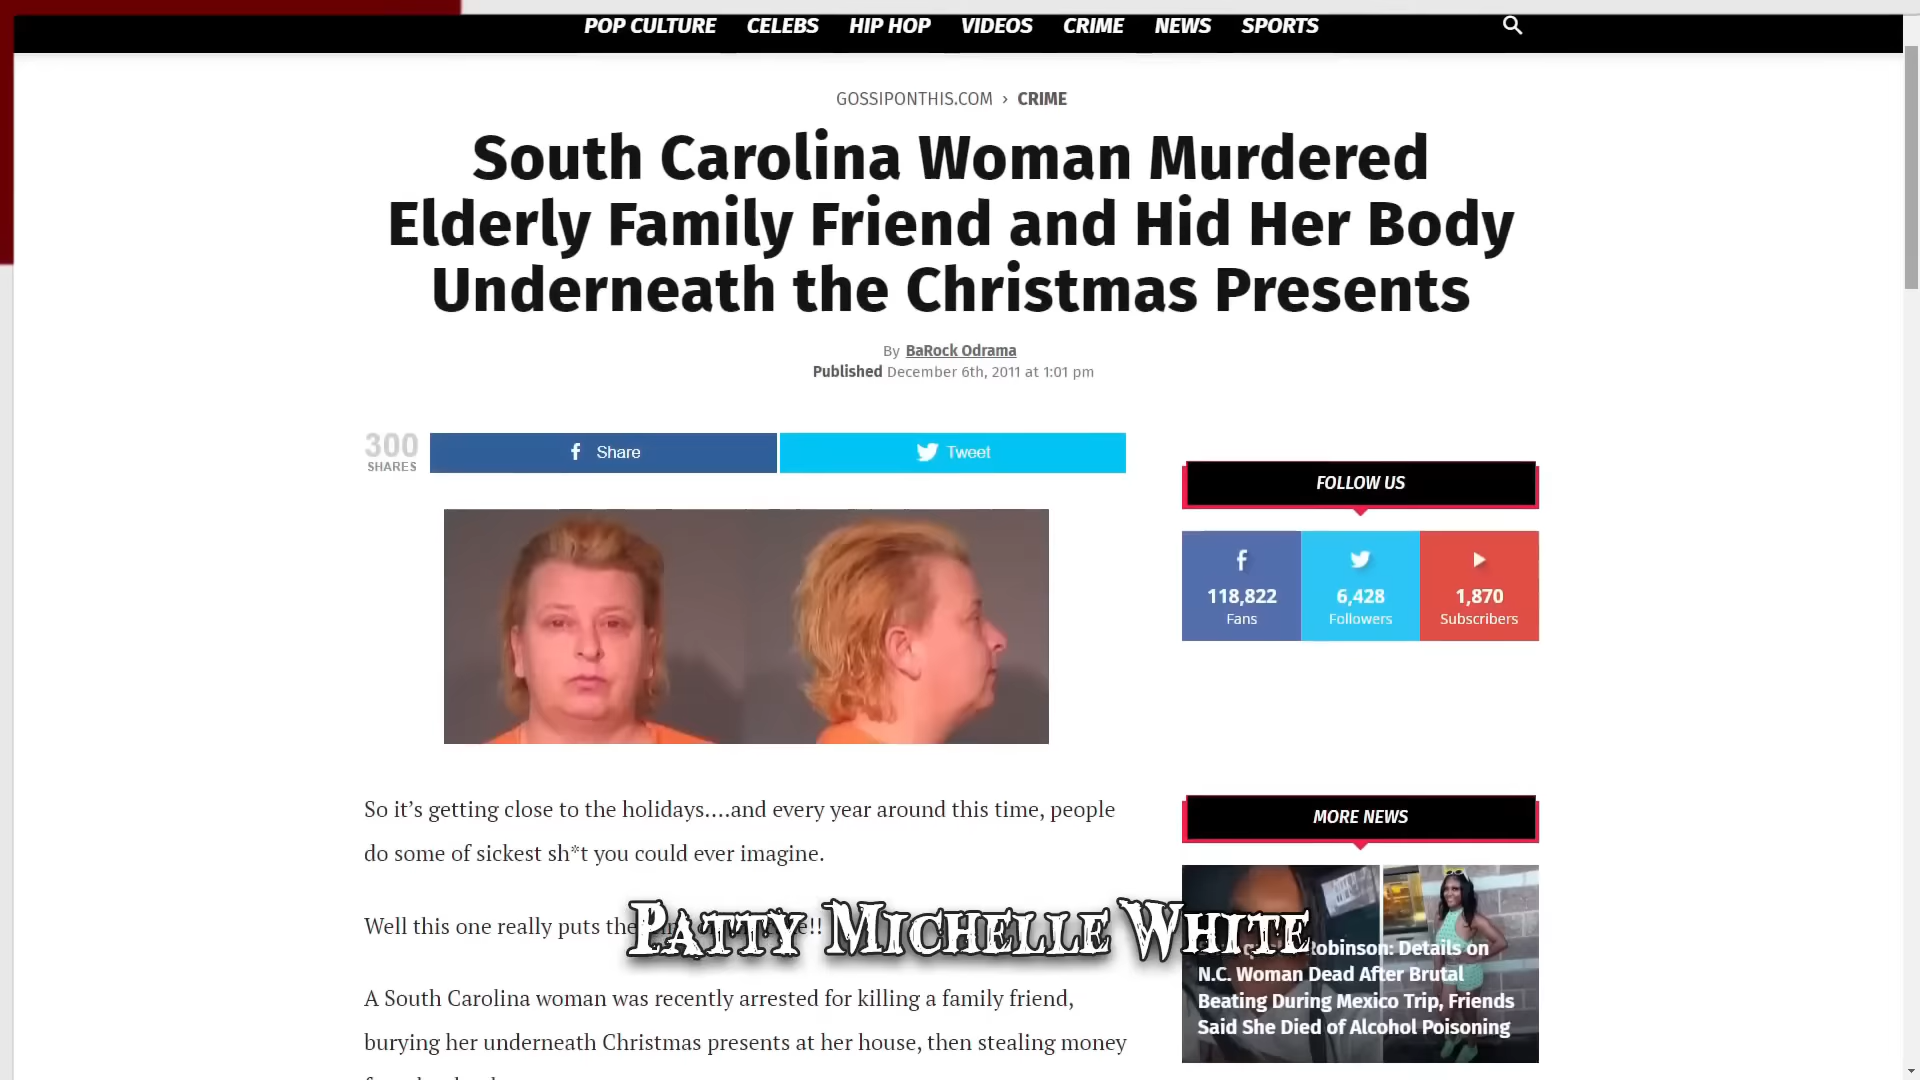 POP CULTURE CELEBS HIP HOP VIDEOS CRIME NEWS SPORTS
GOSSIPONTHIS.COM › CRIME
South Carolina Woman Murdered
Elderly Family Friend and Hid Her Body
Underneath the Christmas Presents
By BaRock Odrama
Published December 6th, 2011 at 1:01 pm
300
SHARES
Share
Tweet
So it’s getting close to the holidays....and every year around this time, people
do some of sickest sh*t you could ever imagine.
Well this one really puts the
A South Carolina woman was recently arrested for killing a family friend,
burying her underneath Christmas presents at her house, then stealing money
Patty Michelle White
FOLLOW US
118,822
Fans
6,428
Followers
1,870
Subscribers
MORE NEWS
Robinson: Details on
N.C. Woman Dead After Brutal
Beating During Mexico Trip, Friends
Said She Died of Alcohol Poisoning